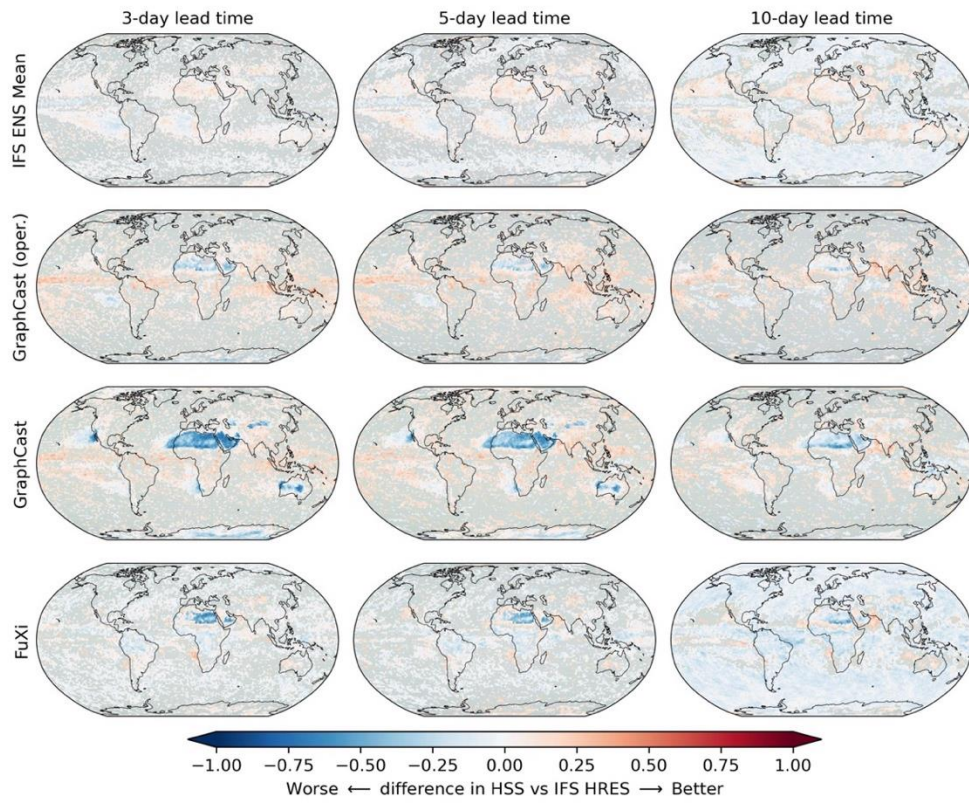 3-day lead time 5-day lead time 10-day lead time
IFS ENS Mean
GraphCast (oper.)
GraphCast
FuXi
−1.00 −0.75 −0.50 −0.25 0.00 0.25 0.50 0.75 1.00
Worse ← difference in HSS vs IFS HRES → Better